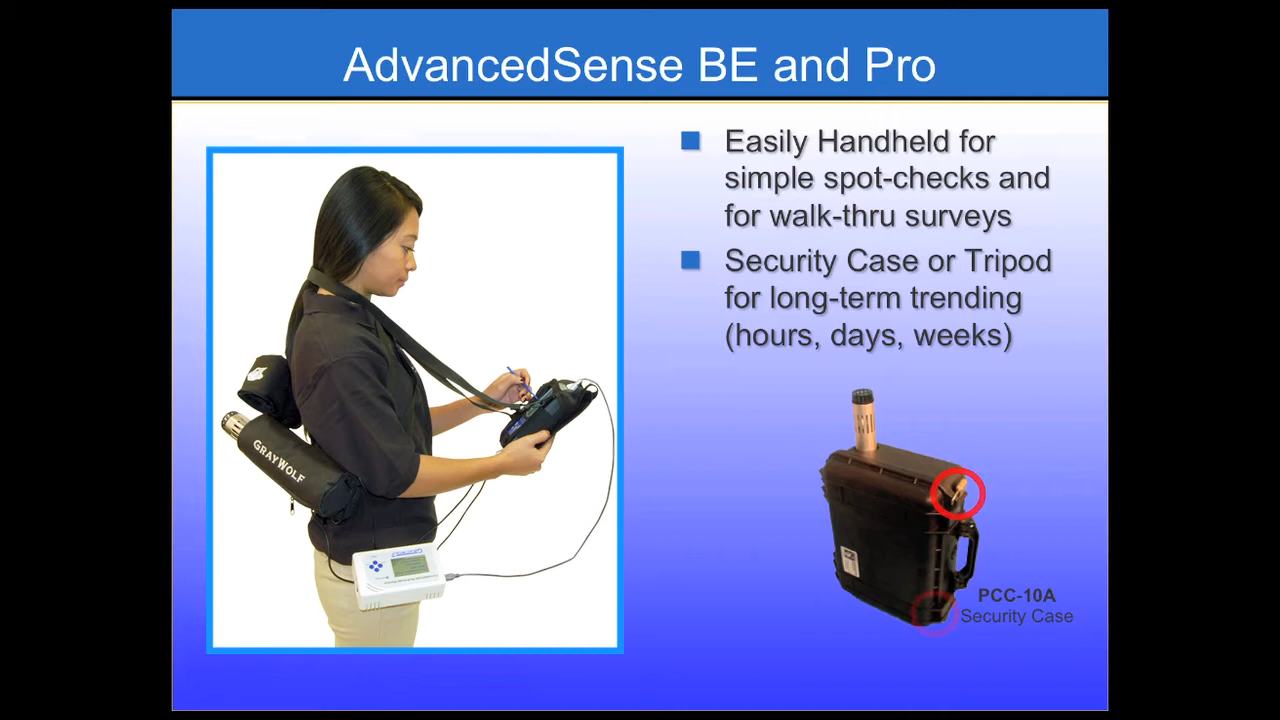 AdvancedSense BE and Pro
Easily Handheld for
simple spot-checks and
for walk-thru surveys
Security Case or Tripod
for long-term trending
(hours, days, weeks)
GRAYWOLF
PCC-10A
Security Case